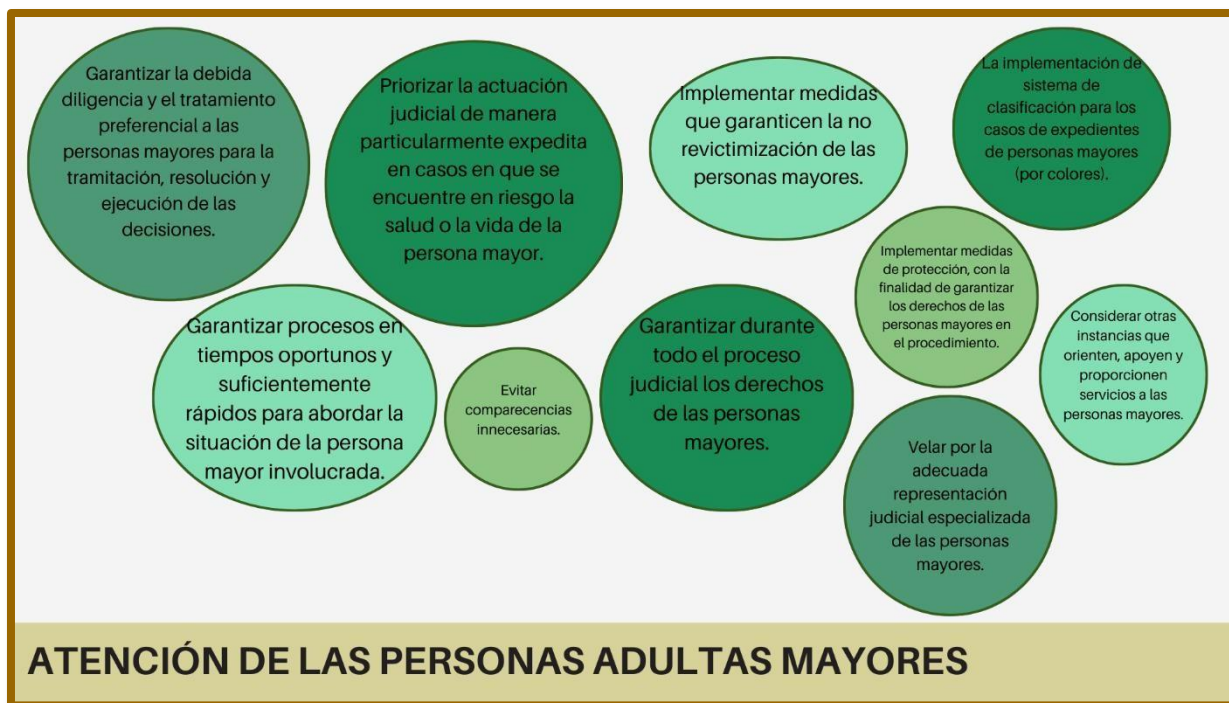 Garantizar la debida
diligencia y el tratamiento
preferencial a las
personas mayores para la
tramitación, resolución y
ejecución de las
decisiones.
Priorizar la actuación
judicial de manera
particularmente expedita
en casos en que se
encuentre en riesgo la
salud o la vida de la
persona mayor.
Implementar medidas
que garanticen la no
revictimización de las
personas mayores.
La implementación de
sistema de
clasificación para los
casos de expedientes
de personas mayores
(por colores).
Garantizar procesos en
tiempos oportunos y
suficientemente
rápidos para abordar la
situación de la persona
mayor involucrada.
Evitar
comparecencias
innecesarias.
Garantizar durante
todo el proceso
judicial los derechos
de las personas
mayores.
Implementar medidas
de protección, con la
finalidad de garantizar
los derechos de las
personas mayores en
el procedimiento.
Considerar otras
instancias que
orienten, apoyen y
proporcionen
servicios a las
personas mayores.
Velar por la
adecuada
representación
judicial especializada
de las personas
mayores.
ATENCIÓN DE LAS PERSONAS ADULTAS MAYORES